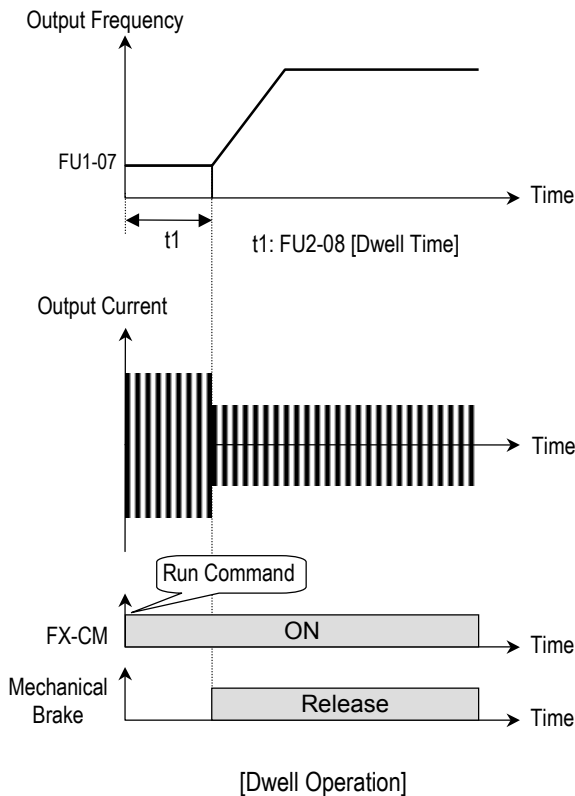 Output Frequency
FU1-07
Time
t1
t1: FU2-08 [Dwell Time]
Output Current
Time
Run Command
FX-CM
ON
Time
Mechanical
Brake
Release
Time
[Dwell Operation]